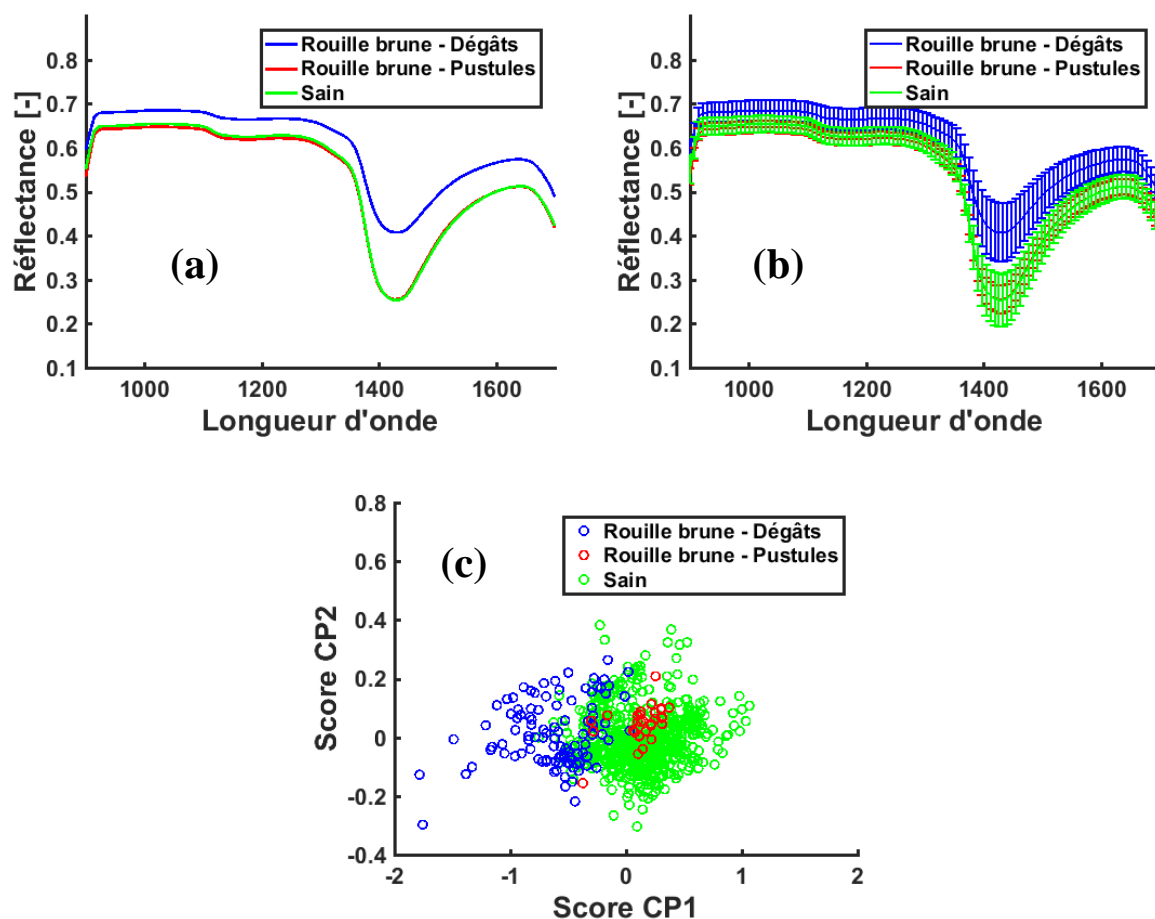 Rouille brune - Dégâts
Rouille brune - Pustules
Sain
0.8
0.7
0.6
0.5
0.4
0.3
0.2
0.1
Réflectance [-]
(a)
1000 1200 1400 1600
Longueur d'onde
Rouille brune - Dégâts
Rouille brune - Pustules
Sain
0.8
0.7
0.6
0.5
0.4
0.3
0.2
0.1
Réflectance [-]
(b)
1000 1200 1400 1600
Longueur d'onde
Rouille brune - Dégâts
Rouille brune - Pustules
Sain
0.8
0.6
0.4
0.2
0
-0.2
-0.4
Score CP2
(c)
-2 -1 0 1 2
Score CP1